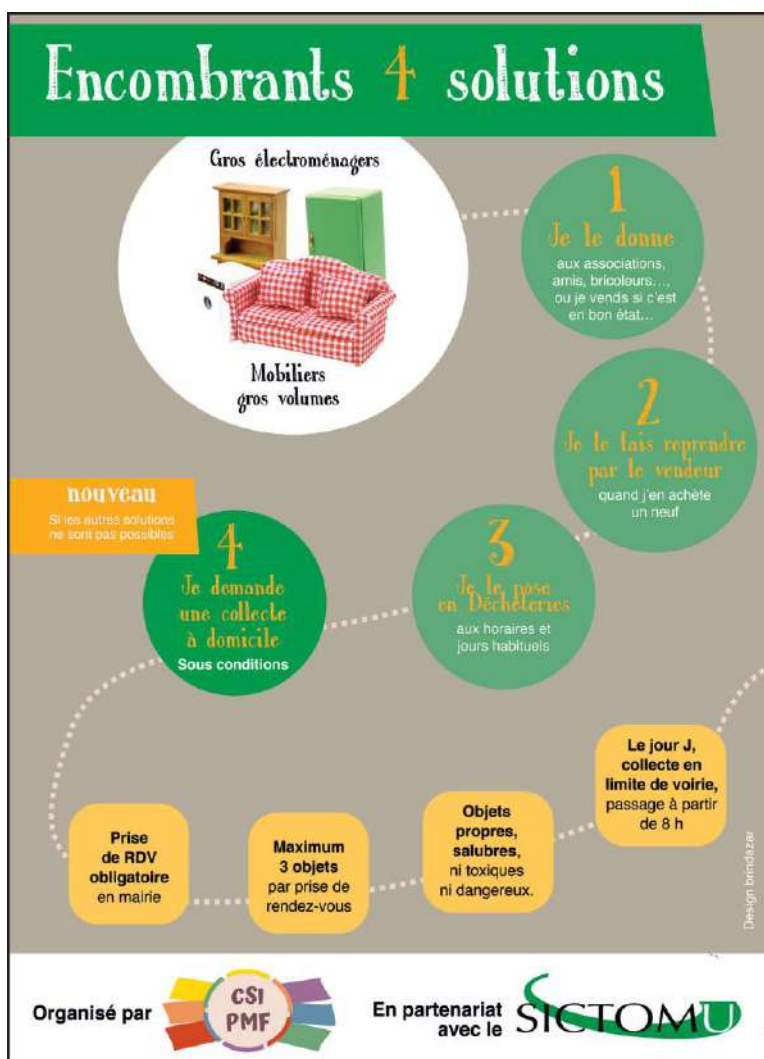 Encombrants 4 solutions
Gros électroménagers
Mobiliers
gros volumes
1
Je le donne
aux associations,
amis, bricoleurs...,
ou je vends si c'est
en bon état...
2
Je le fais reprendre
par le vendeur
quand j'en achète
un neuf
3
Je le pose
en Déchèteries
aux horaires et
jours habituels
nouveau
Si les autres solutions
ne sont pas possibles
4
Je demande
une collecte
à domicile
Sous conditions
Prise
de RDV
obligatoire
en mairie
Maximum
3 objets
par prise de
rendez-vous
Objets
propres,
salubres,
ni toxiques
ni dangereux.
Le jour J,
collecte en
limite de voirie,
passage à partir
de 8 h
Design brindazar
Organisé par
CSI
PMF
En partenariat
avec le
SICTOMU